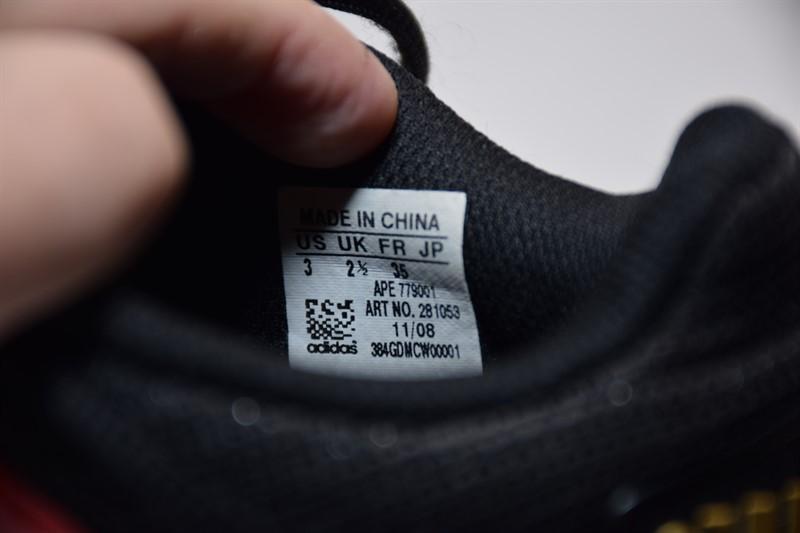 MADE IN CHINA
US UK FR JP
3 2½ 35
APE 779001
ART NO. 281053
11/08
adidas 384GDMCW00001